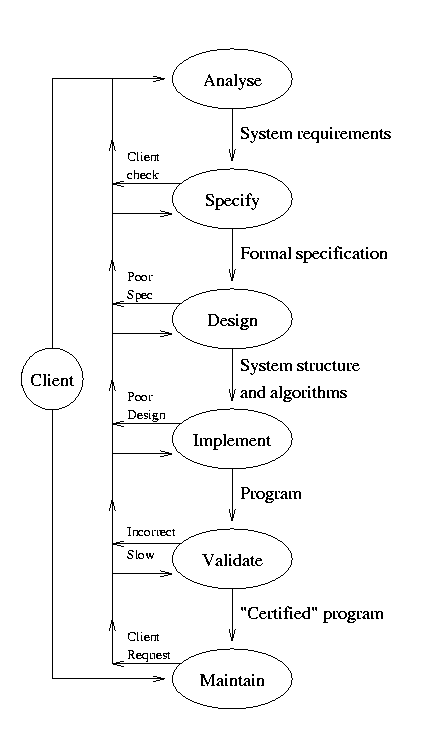 Analyse
System requirements
Client
check
Specify
Formal specification
Poor
Spec
Design
System structure
and algorithms
Client
Poor
Design
Implement
Program
Incorrect
Slow
Validate
"Certified" program
Client
Request
Maintain